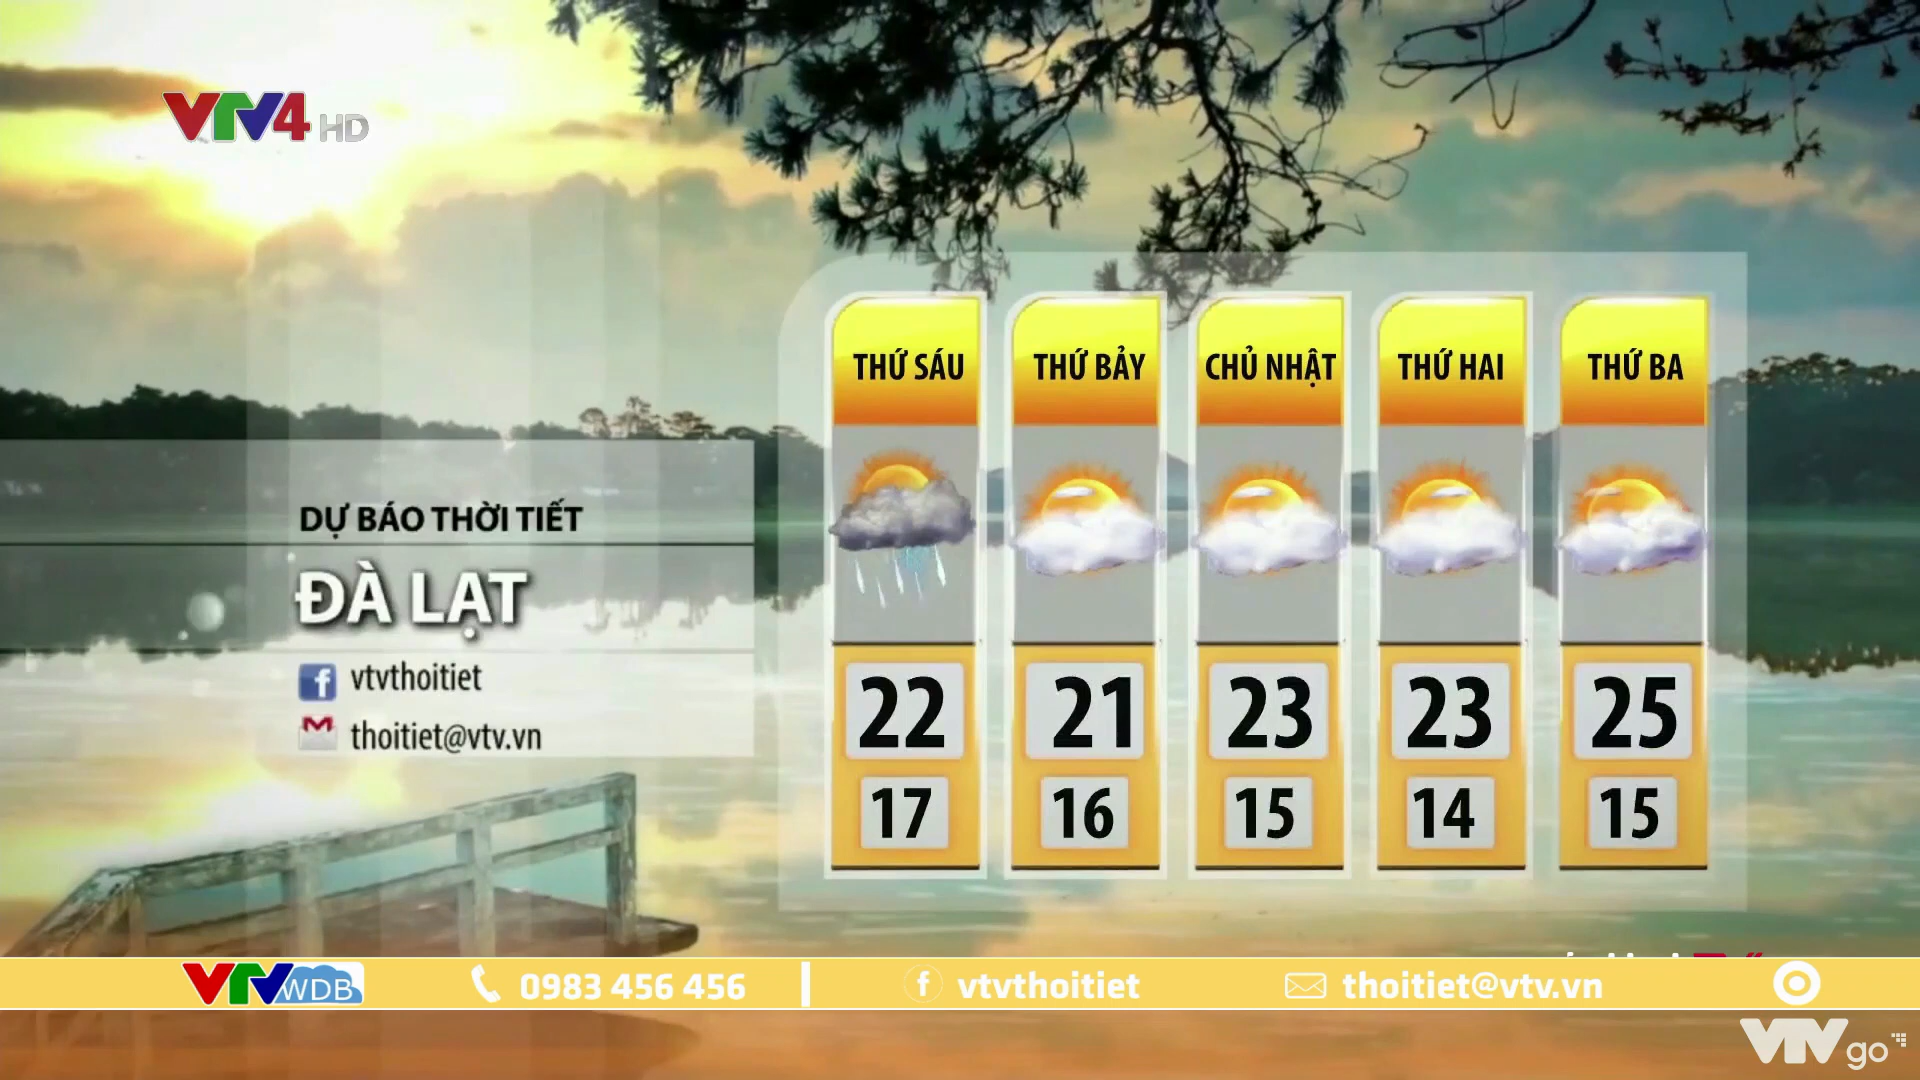 VTV4 HD
DỰ BÁO THỜI TIẾT
ĐÀ LẠT
vtvthoitiet
thoitiet@vtv.vn
THỨ SÁU THỨ BẢY CHỦ NHẬT THỨ HAI THỨ BA
22 21 23 23 25
17 16 15 14 15
VTV WDB 0983 456 456 vtvthoitiet thoitiet@vtv.vn
VTV go